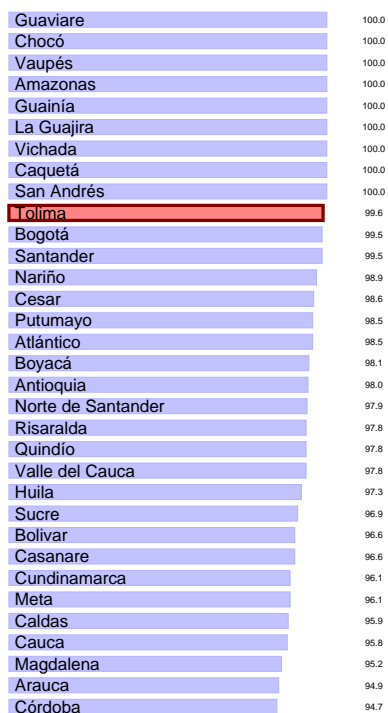 Guaviare 100.0
Chocó 100.0
Vaupés 100.0
Amazonas 100.0
Guainía 100.0
La Guajira 100.0
Vichada 100.0
Caquetá 100.0
San Andrés 100.0
Tolima 99.6
Bogotá 99.5
Santander 99.5
Nariño 98.9
Cesar 98.6
Putumayo 98.5
Atlántico 98.5
Boyacá 98.1
Antioquia 98.0
Norte de Santander 97.9
Risaralda 97.8
Quindío 97.8
Valle del Cauca 97.8
Huila 97.3
Sucre 96.9
Bolivar 96.6
Casanare 96.6
Cundinamarca 96.1
Meta 96.1
Caldas 95.9
Cauca 95.8
Magdalena 95.2
Arauca 94.9
Córdoba 94.7